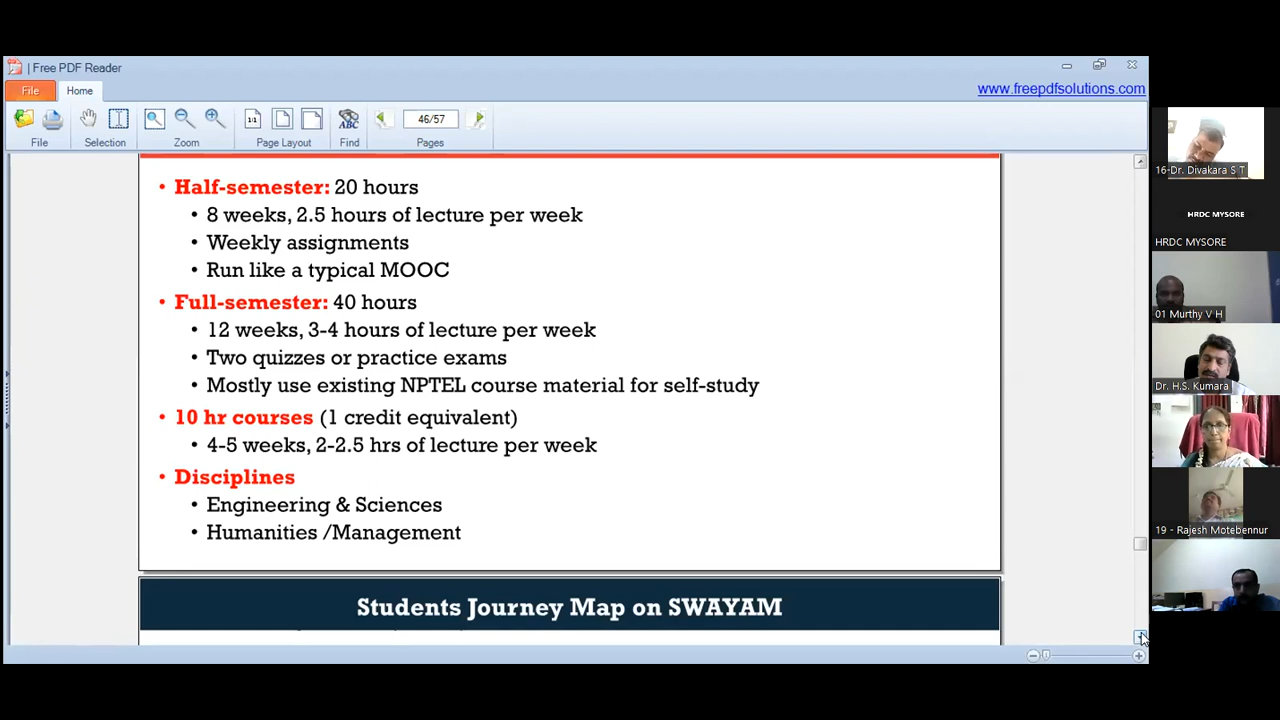 | Free PDF Reader
File
Home
www.freepdfsolutions.com
1:1
ABC
46/57
File
Selection
Zoom
Page Layout
Find
Pages
• Half-semester: 20 hours
• 8 weeks, 2.5 hours of lecture per week
• Weekly assignments
• Run like a typical MOOC
• Full-semester: 40 hours
• 12 weeks, 3-4 hours of lecture per week
• Two quizzes or practice exams
• Mostly use existing NPTEL course material for self-study
• 10 hr courses (1 credit equivalent)
• 4-5 weeks, 2-2.5 hrs of lecture per week
• Disciplines
• Engineering & Sciences
• Humanities /Management
Students Journey Map on SWAYAM
16-Dr. Divakara S T
HRDC MYSORE
HRDC MYSORE
01 Murthy V H
Dr. H.S. Kumara
19 - Rajesh Motebennur